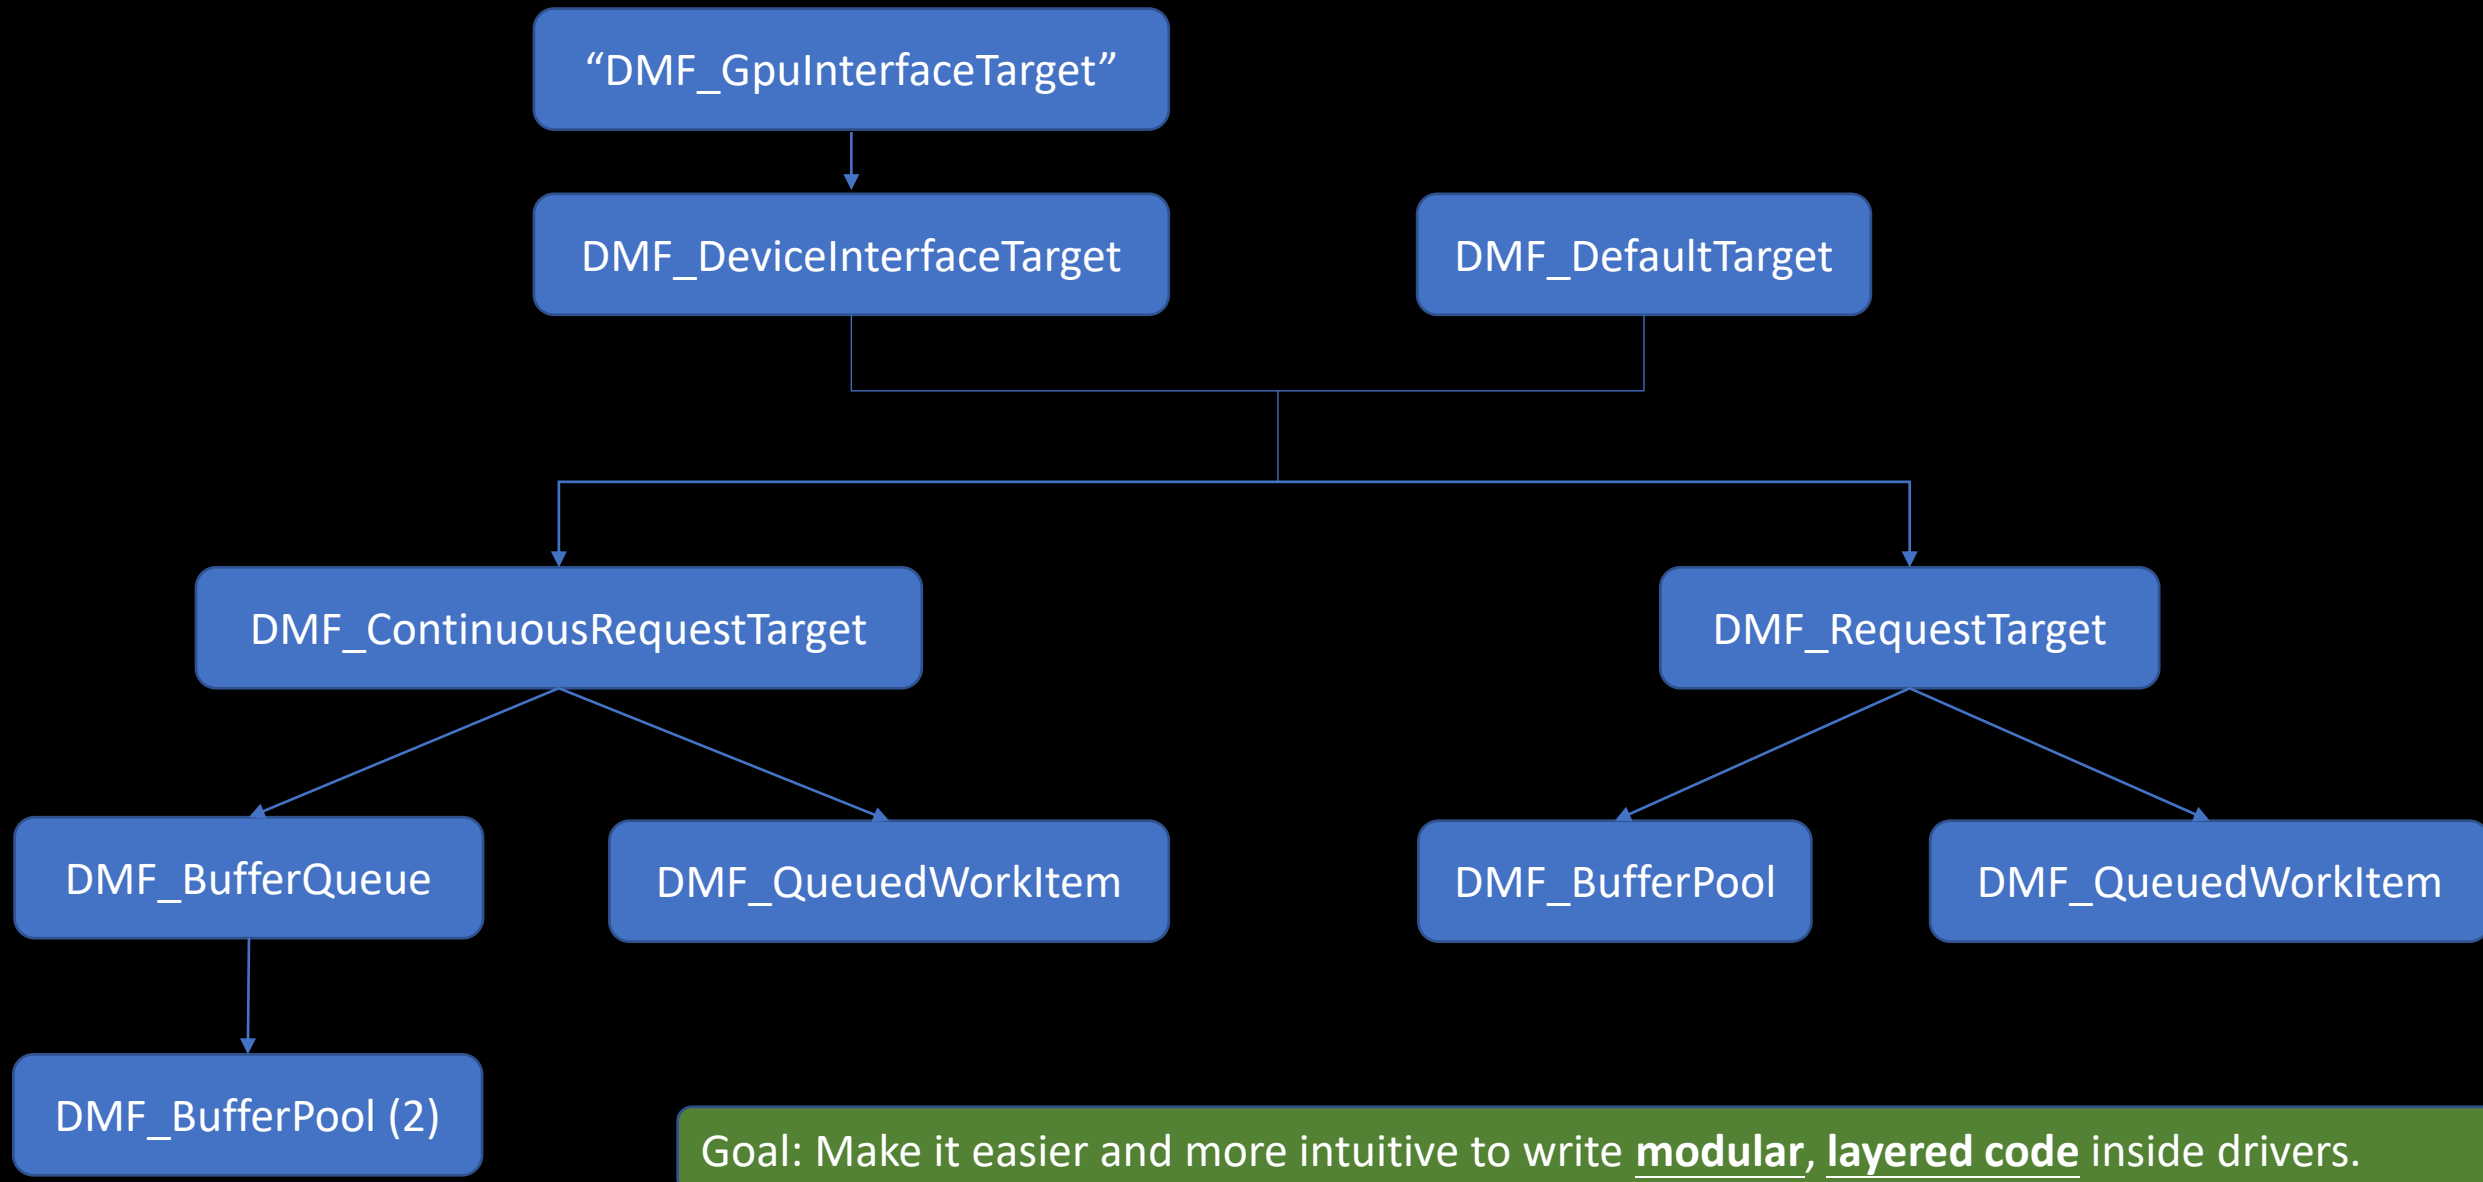 “DMF_GpuInterfaceTarget”
DMF_DeviceInterfaceTarget
DMF_DefaultTarget
DMF_ContinuousRequestTarget
DMF_RequestTarget
DMF_BufferQueue
DMF_QueuedWorkItem
DMF_BufferPool
DMF_QueuedWorkItem
DMF_BufferPool (2)
Goal: Make it easier and more intuitive to write modular, layered code inside drivers.